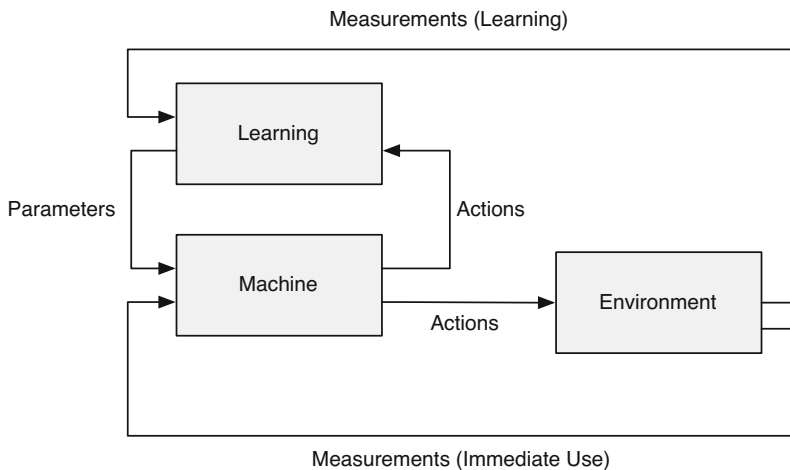 Measurements (Learning)
Learning
Parameters
Actions
Machine
Environment
Actions
Measurements (Immediate Use)